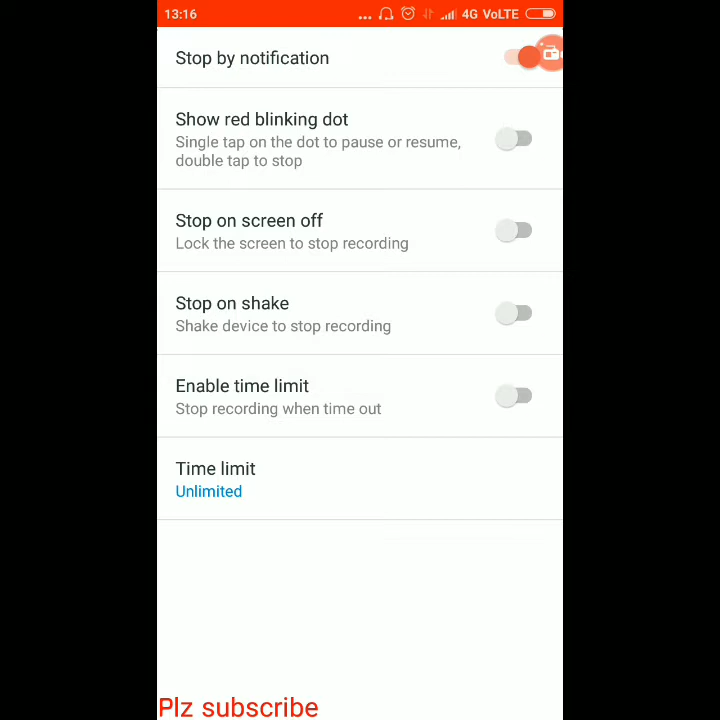 13:16 ... 4G VoLTE
Stop by notification
Show red blinking dot
Single tap on the dot to pause or resume,
double tap to stop
Stop on screen off
Lock the screen to stop recording
Stop on shake
Shake device to stop recording
Enable time limit
Stop recording when time out
Time limit
Unlimited
Plz subscribe